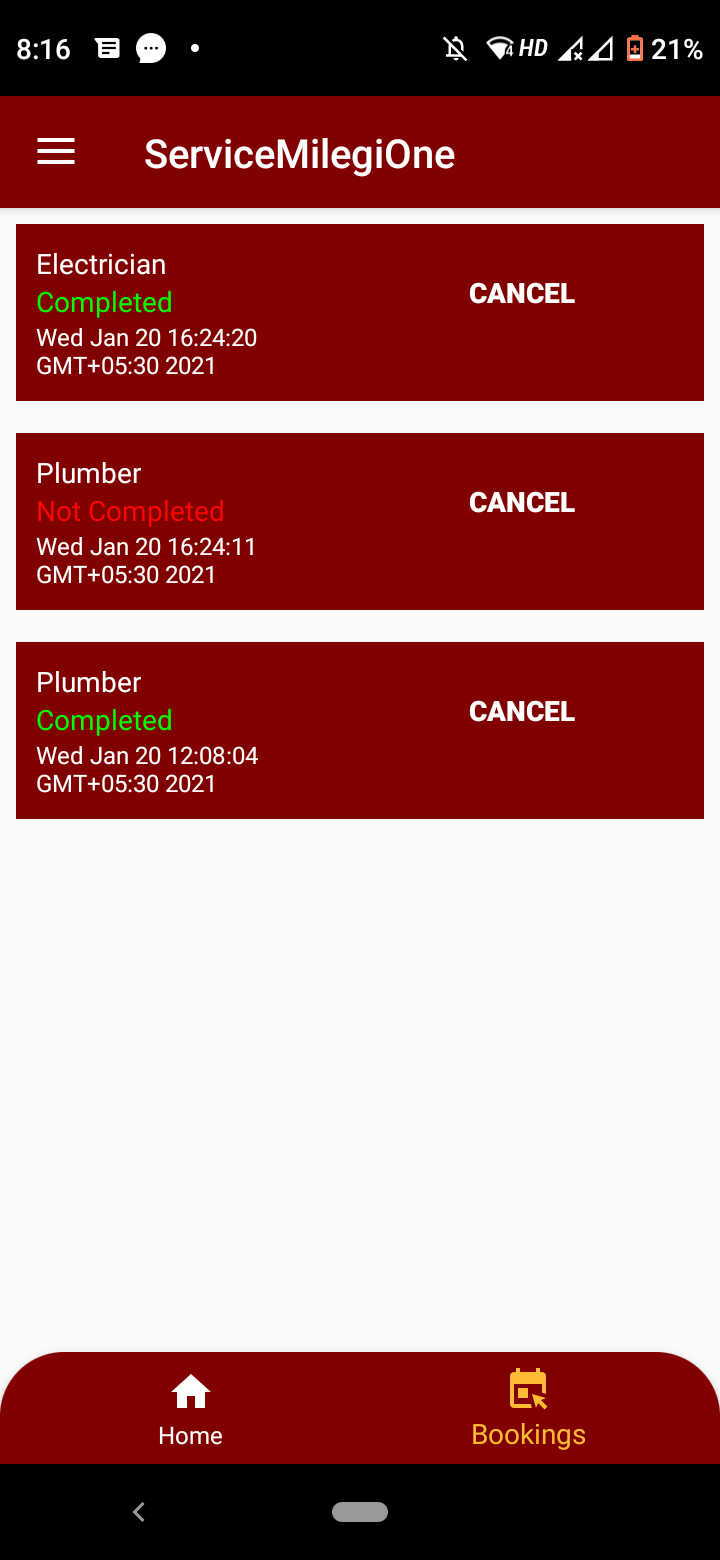 8:16 4 HD 21%
ServiceMilegiOne
Electrician
Completed
CANCEL
Wed Jan 20 16:24:20
GMT+05:30 2021
Plumber
Not Completed
CANCEL
Wed Jan 20 16:24:11
GMT+05:30 2021
Plumber
Completed
CANCEL
Wed Jan 20 12:08:04
GMT+05:30 2021
Home
Bookings